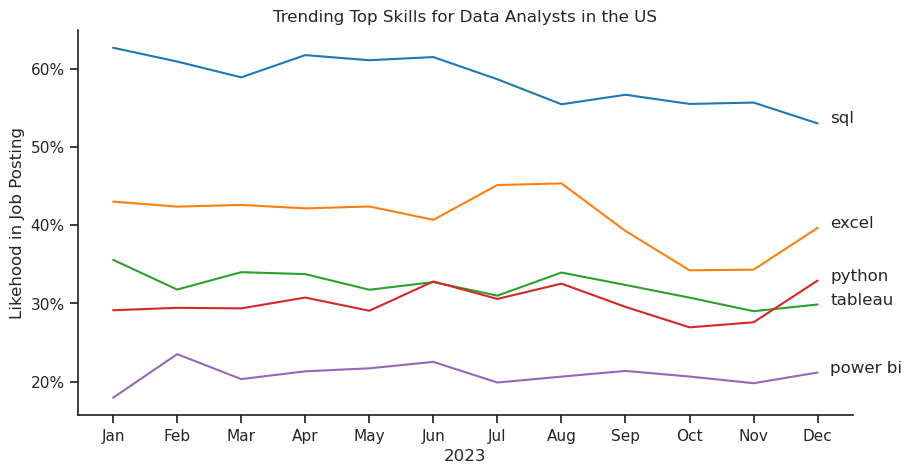 Trending Top Skills for Data Analysts in the US
Likehood in Job Posting
60%
50%
40%
30%
20%
sql
excel
python
tableau
power bi
Jan Feb Mar Apr May Jun Jul Aug Sep Oct Nov Dec
2023